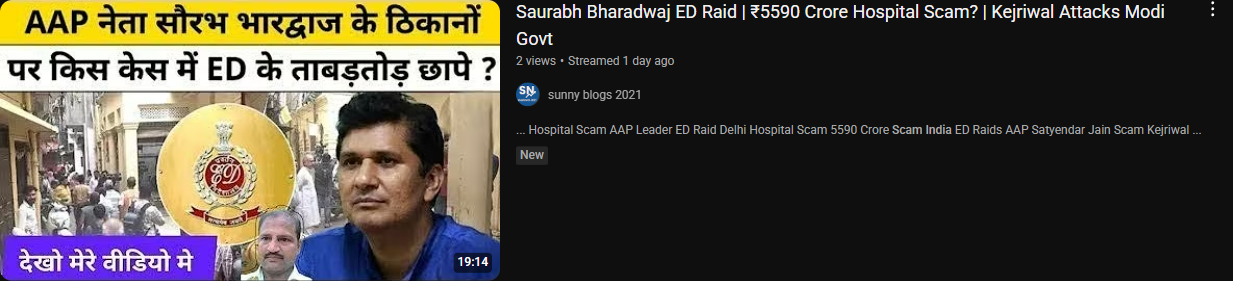 AAP नेता सौरभ भारद्वाज के ठिकानों
पर किस केस में ED के ताबड़तोड़ छापे ?
ED
देखो मेरे वीडियो मे
19:14
Saurabh Bharadwaj ED Raid | ₹5590 Crore Hospital Scam? | Kejriwal Attacks Modi
Govt
2 views • Streamed 1 day ago
SN
sunny blogs 2021
... Hospital Scam AAP Leader ED Raid Delhi Hospital Scam 5590 Crore Scam India ED Raids AAP Satyendar Jain Scam Kejriwal ...
New